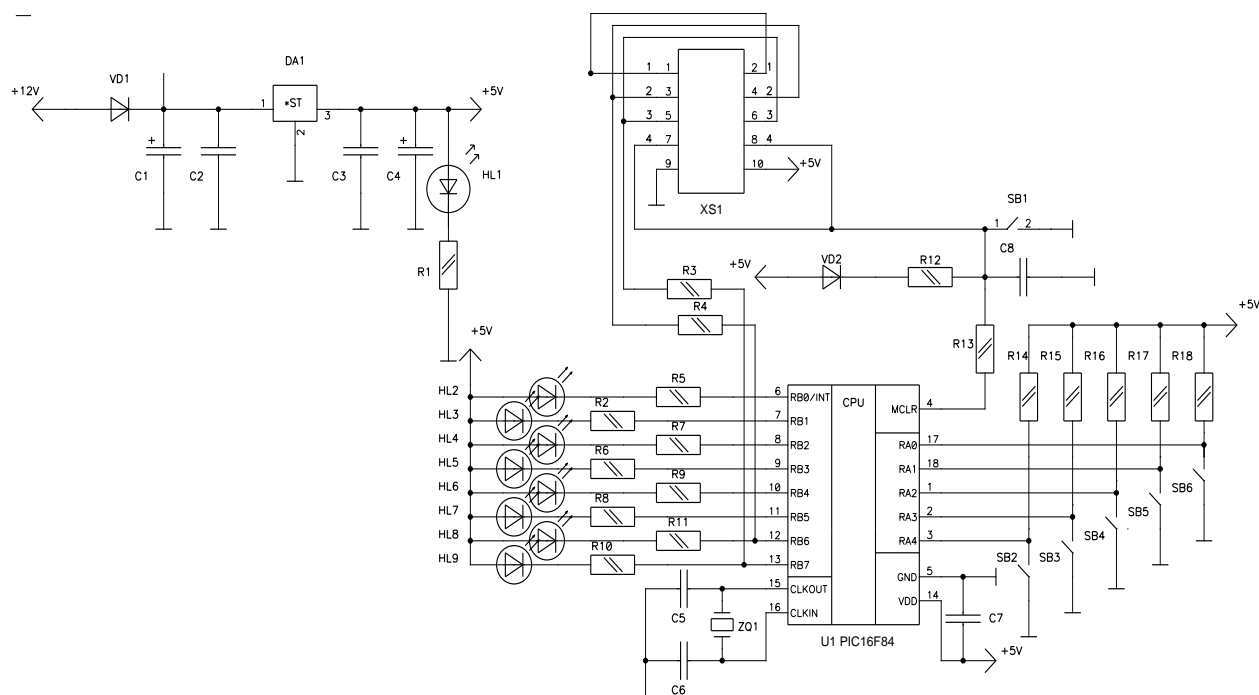 DA1
VD1
+12V
1
*ST
3
2
+5V
+
C1
C2
C3
+
C4
HL1
R1
1 1 2 1
2 3 4 2
3 5 6 3
4 7 8 4
9 10 +5V
XS1
SB1
1 2
C8
+5V
VD2
R12
R3
R4
R13
+5V
R14 R15 R16 R17 R18
+5V
HL2
R5
6 RB0/INT
CPU
MCLR 4
HL3
R2
7 RB1
HL4
R7
8 RB2
RA0 17
HL5
R6
9 RB3
RA1 18
HL6
R9
10 RB4
RA2 1
HL7
R8
11 RB5
RA3 2
HL8
R11
12 RB6
RA4 3
HL9
R10
13 RB7
SB2 SB3 SB4 SB5 SB6
GND 5
15 CLKOUT
VDD 14
16 CLKIN
C5
ZQ1
C7
U1 PIC16F84
+5V
C6